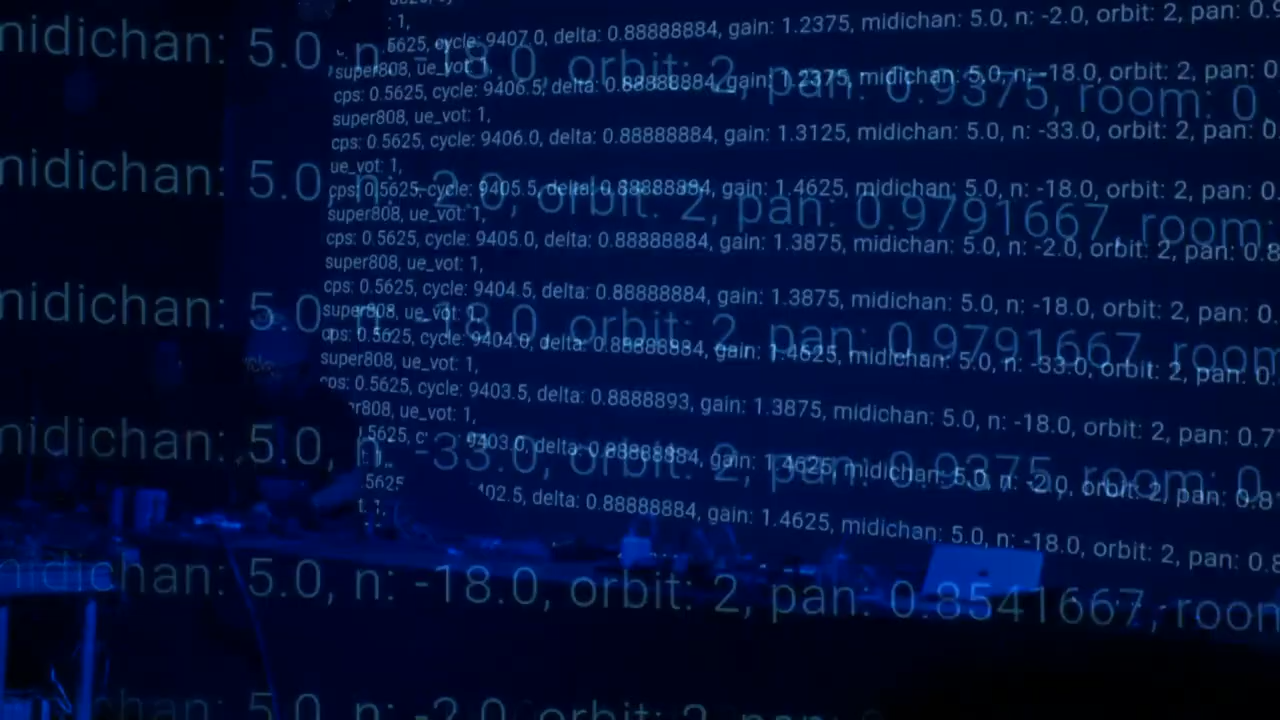 : 1,
.5625, cycle: 9407.0, delta: 0.88888884, gain: 1.2375, midichan: 5.0, n: -2.0, orbit: 2, pan: 0.9
super808, ue_vot: 1,
cps: 0.5625, cycle: 9406.5, delta: 0.88888884, gain: 1.2375, midichan: 5.0, n: -18.0, orbit: 2, pan: 0
super808, ue_vot: 1,
cps: 0.5625, cycle: 9406.0, delta: 0.88888884, gain: 1.3125, midichan: 5.0, n: -33.0, orbit: 2, pan: 0
ue_vot: 1,
cps: 0.5625, cycle: 9405.5, delta: 0.88888884, gain: 1.4625, midichan: 5.0, n: -18.0, orbit: 2, pan: 0
super808, ue_vot: 1,
cps: 0.5625, cycle: 9405.0, delta: 0.88888884, gain: 1.3875, midichan: 5.0, n: -2.0, orbit: 2, pan: 0.8
super808, ue_vot: 1,
cps: 0.5625, cycle: 9404.5, delta: 0.88888884, gain: 1.3875, midichan: 5.0, n: -18.0, orbit: 2, pan: 0.
super808, ue_vot: 1,
cps: 0.5625, cycle: 9404.0, delta: 0.88888884, gain: 1.4625, midichan: 5.0, n: -33.0, orbit: 2, pan: 0.
super808, ue_vot: 1,
cps: 0.5625, cycle: 9403.5, delta: 0.8888893, gain: 1.3875, midichan: 5.0, n: -18.0, orbit: 2, pan: 0.7
r808, ue_vot: 1,
.5625, c 9403.0, delta: 0.88888884, gain: 1.4625, midichan: 5.0, n: -2.0, orbit: 2, pan: 0.8
: 1,
.5625 402.5, delta: 0.88888884, gain: 1.4625, midichan: 5.0, n: -18.0, orbit: 2, pan: 0.8
t: 1,
midichan: 5.0, n: -18.0, orbit: 2, pan: 0.9375, room: 0.
midichan: 5.0, n: -2.0, orbit: 2, pan: 0.9791667, room:
midichan: 5.0, n: -18.0, orbit: 2, pan: 0.9791667, room
midichan: 5.0, n: -33.0, orbit: 2, pan: 0.9375, room: 0.
midichan: 5.0, n: -18.0, orbit: 2, pan: 0.8541667, room
midichan: 5.0, n: -2.0, orbit: 2, pan: